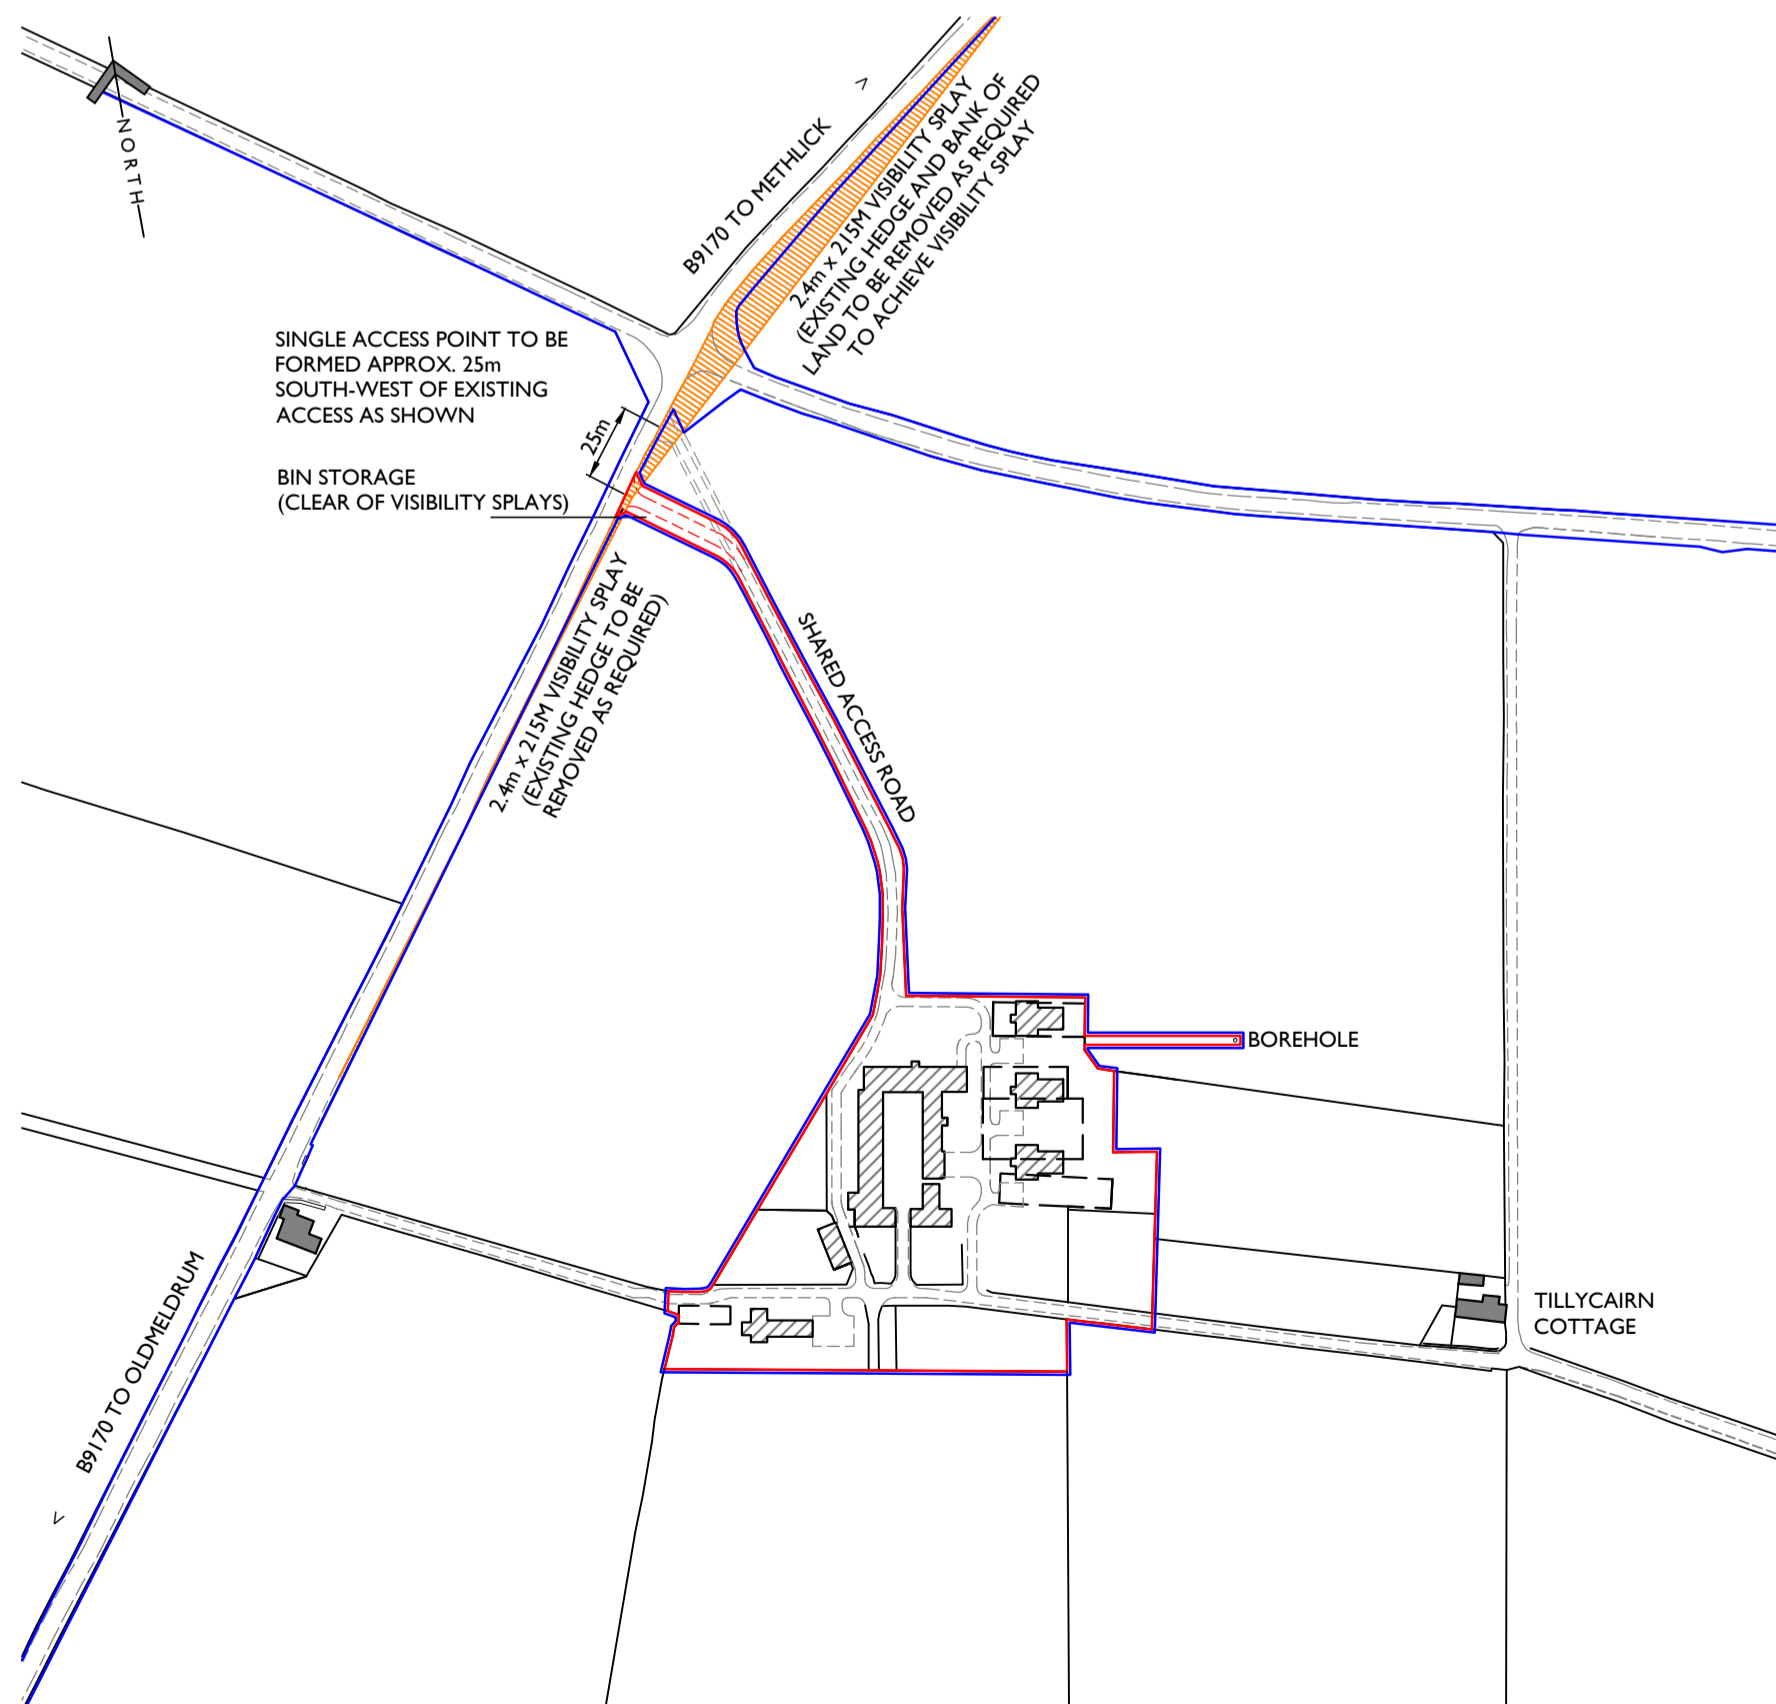 NORTH
B9170 TO METHLICK
>
2.4m x 215M VISIBILITY SPLAY
(EXISTING HEDGE AND BANK OF
LAND TO BE REMOVED AS REQUIRED
TO ACHIEVE VISIBILITY SPLAY
SINGLE ACCESS POINT TO BE
FORMED APPROX. 25m
SOUTH-WEST OF EXISTING
ACCESS AS SHOWN
25m
BIN STORAGE
(CLEAR OF VISIBILITY SPLAYS)
2.4m x 215M VISIBILITY SPLAY
(EXISTING HEDGE TO BE
REMOVED AS REQUIRED)
SHARED ACCESS ROAD
BOREHOLE
B9170 TO OLDMELDRUM
<
TILLYCAIRN
COTTAGE